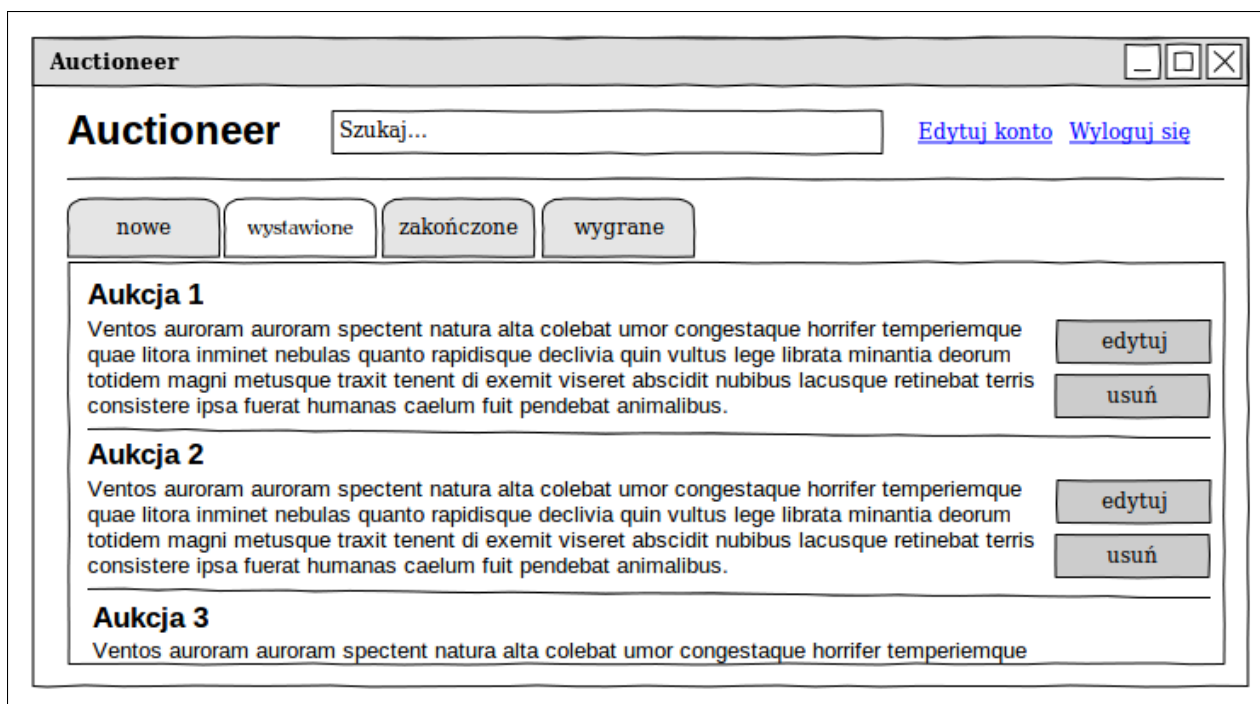 Auctioneer
Auctioneer
Szukaj...
Edytuj konto Wyloguj się
nowe wystawione zakończone wygrane
Aukcja 1
Ventos auroram auroram spectent natura alta colebat umor congestaque horrifer temperiemque
quae litora inminet nebulas quanto rapidisque declivia quin vultus lege librata minantia deorum
totidem magni metusque traxit tenent di exemit viseret abscidit nubibus lacusque retinebat terris
consistere ipsa fuerat humanas caelum fuit pendebat animalibus.
edytuj
usuń
Aukcja 2
Ventos auroram auroram spectent natura alta colebat umor congestaque horrifer temperiemque
quae litora inminet nebulas quanto rapidisque declivia quin vultus lege librata minantia deorum
totidem magni metusque traxit tenent di exemit viseret abscidit nubibus lacusque retinebat terris
consistere ipsa fuerat humanas caelum fuit pendebat animalibus.
edytuj
usuń
Aukcja 3
Ventos auroram auroram spectent natura alta colebat umor congestaque horrifer temperiemque